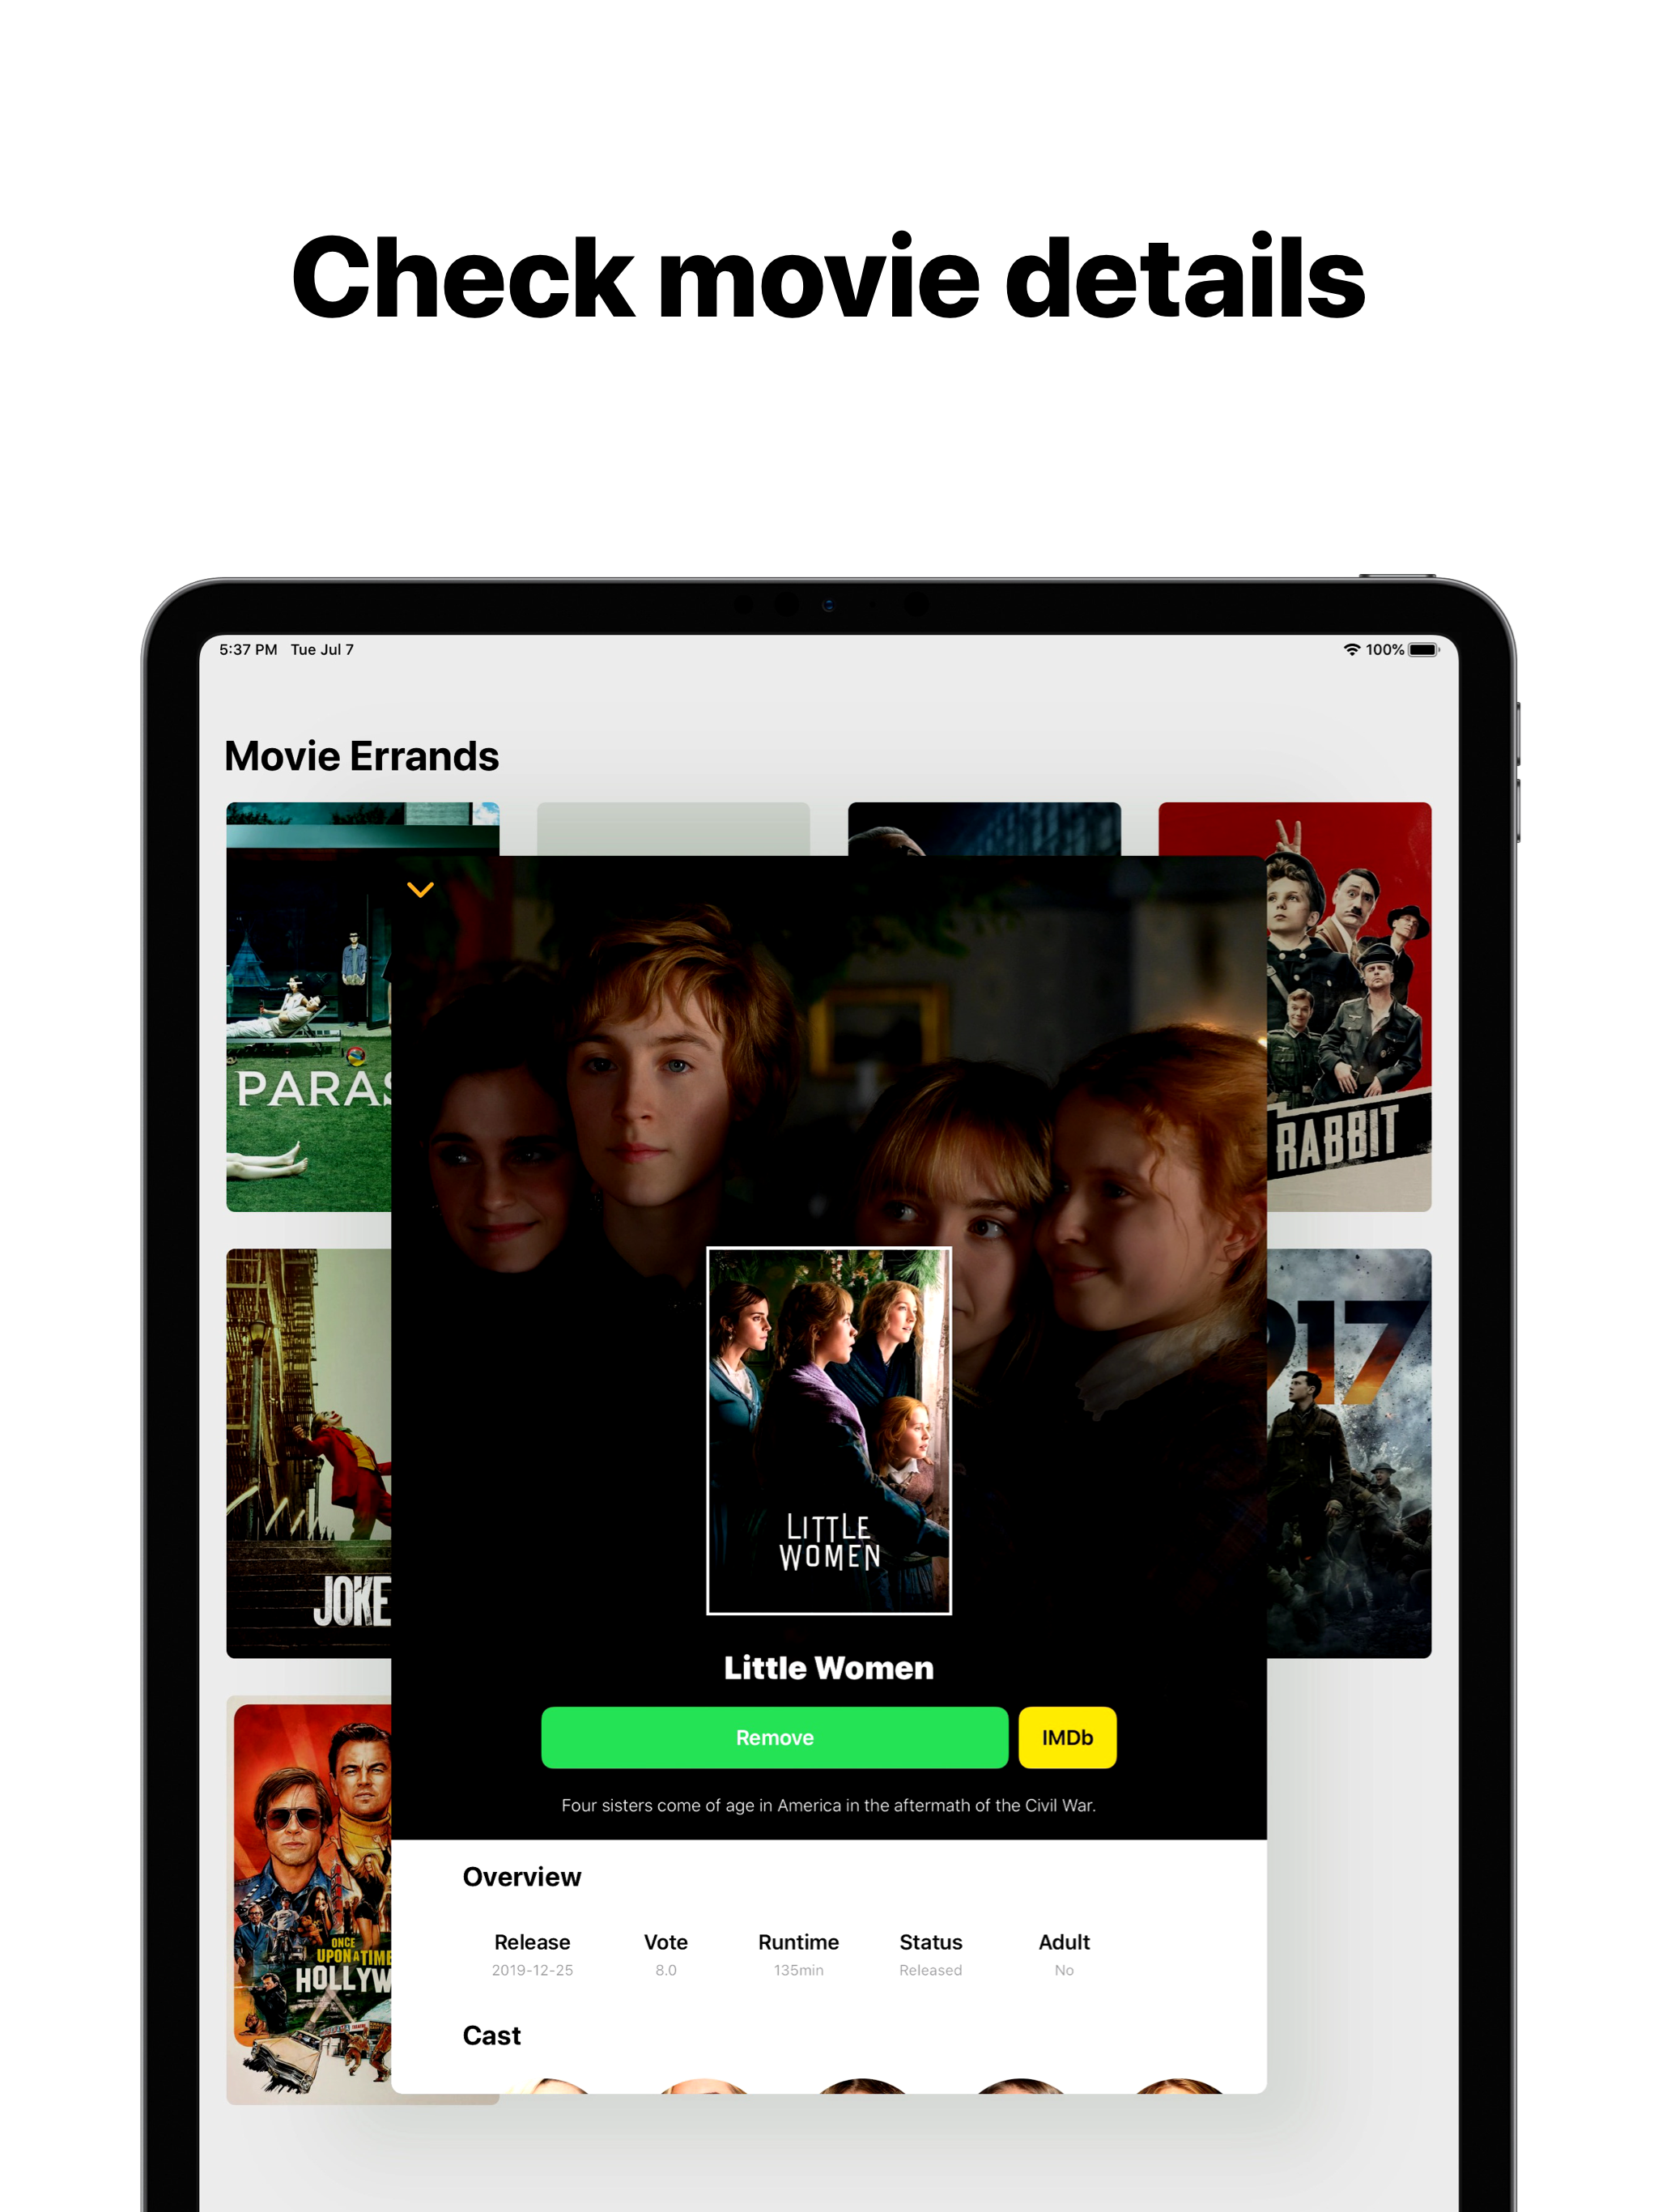 Check movie details
5:37 PM Tue Jul 7
100%
Movie Errands
PARAS
RABBIT
JOKE
917
LITTLE
WOMEN
Little Women
Remove
IMDb
Four sisters come of age in America in the aftermath of the Civil War.
ONCE
UPON A TIME
HOLLYW
Overview
Release Vote Runtime Status Adult
2019-12-25 8.0 135min Released No
Cast